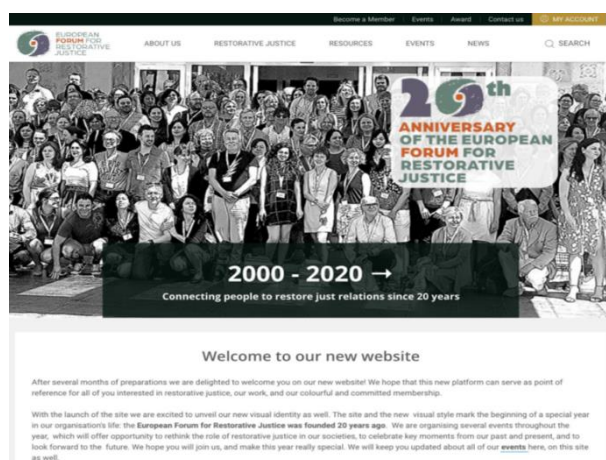 Become a Member
Events
Award
Contact us
MY ACCOUNT
EUROPEAN
FORUM FOR
RESTORATIVE
JUSTICE
ABOUT US
RESTORATIVE JUSTICE
RESOURCES
EVENTS
NEWS
SEARCH
20th
ANNIVERSARY
OF THE EUROPEAN
FORUM FOR
RESTORATIVE
JUSTICE
2000 - 2020 →
Connecting people to restore just relations since 20 years
Welcome to our new website
After several months of preparations we are delighted to welcome you on our new website! We hope that this new platform can serve as point of
reference for all of you interested in restorative justice, our work, and our colourful and committed membership.
With the launch of the site we are excited to unveil our new visual identity as well. The site and the new visual style mark the beginning of a special year
in our organisation's life: the European Forum for Restorative Justice was founded 20 years ago. We are organising several events throughout the
year, which will offer opportunity to rethink the role of restorative justice in our societies, to celebrate key moments from our past and present, and to
look forward to the future. We hope you will join us, and make this year really special. We will keep you updated about all of our events here, on this site
as well.